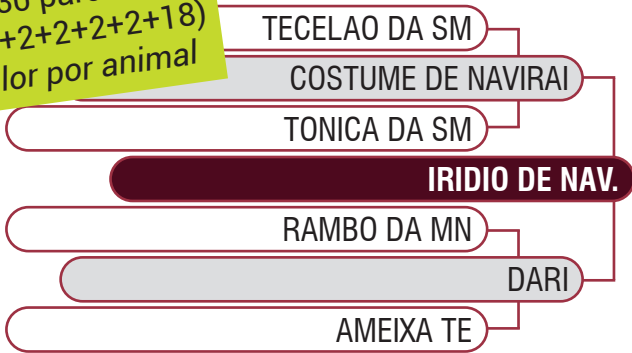 30
+2+2+2+2+18)
por animal
TECELAO DA SM
COSTUME DE NAVIRAI
TONICA DA SM
IRIDIO DE NAV.
RAMBO DA MN
DARI
AMEIXA TE